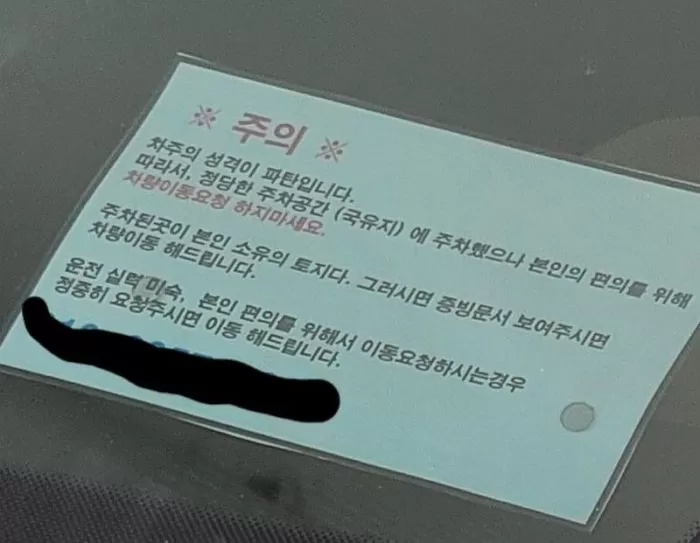 ※ 주의 ※
차주의 성격이 파탄입니다.
따라서, 정당한 주차공간 (국유지) 에 주차했으나 본인의 편의를 위해
차량이동요청 하지마세요.
주차된곳이 본인 소유의 토지다. 그러시면 증빙문서 보여주시면
차량이동 헤드립니다.
운전 실력 미숙, 본인 편의를 위해서 이동요청하시는경우
정중히 요청주시면 이동 헤드립니다.